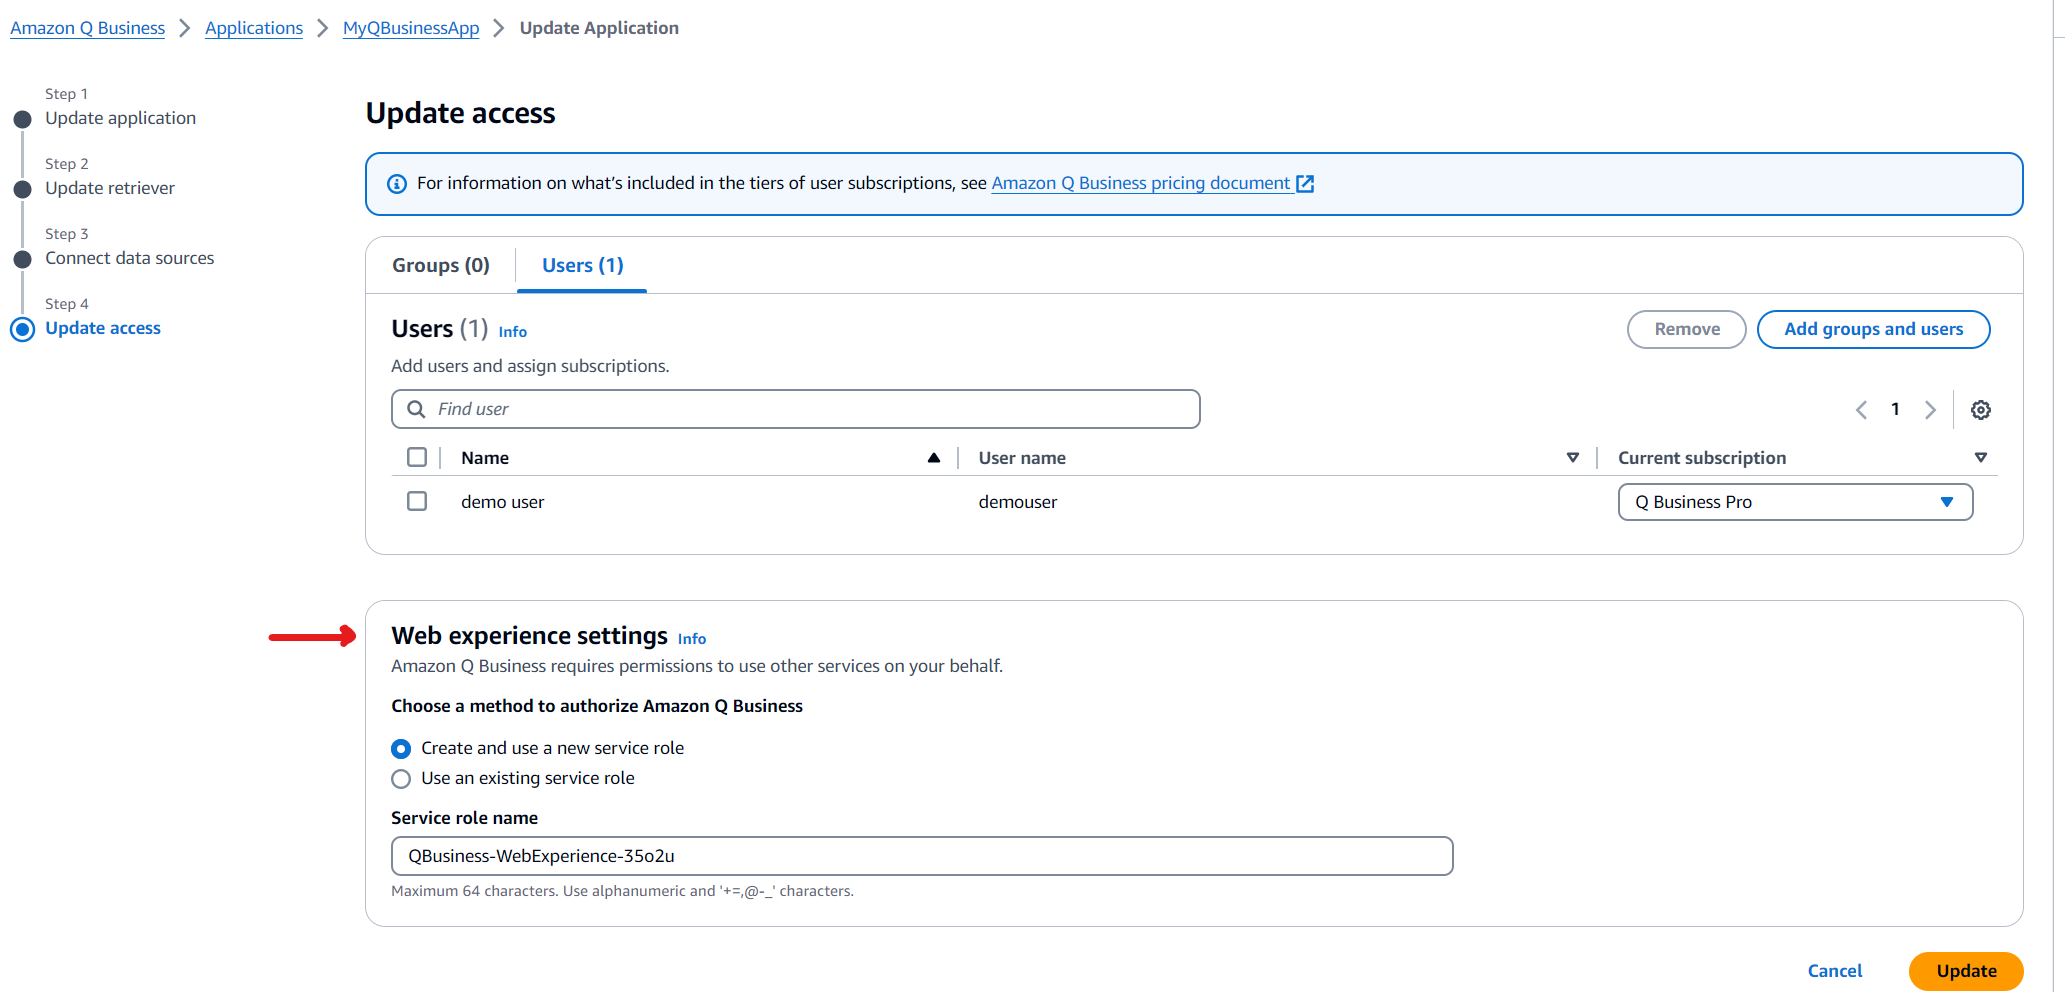 Amazon Q Business > Applications > MyQBusinessApp > Update Application
Step 1
Update application
Step 2
Update retriever
Step 3
Connect data sources
Step 4
Update access
Update access
For information on what's included in the tiers of user subscriptions, see Amazon Q Business pricing document
Groups (0) Users (1)
Users (1) Info
Remove Add groups and users
Add users and assign subscriptions.
Find user
1
Name User name Current subscription
demo user demouser Q Business Pro
Web experience settings Info
Amazon Q Business requires permissions to use other services on your behalf.
Choose a method to authorize Amazon Q Business
Create and use a new service role
Use an existing service role
Service role name
QBusiness-WebExperience-35o2u
Maximum 64 characters. Use alphanumeric and '+=,@-_' characters.
Cancel Update